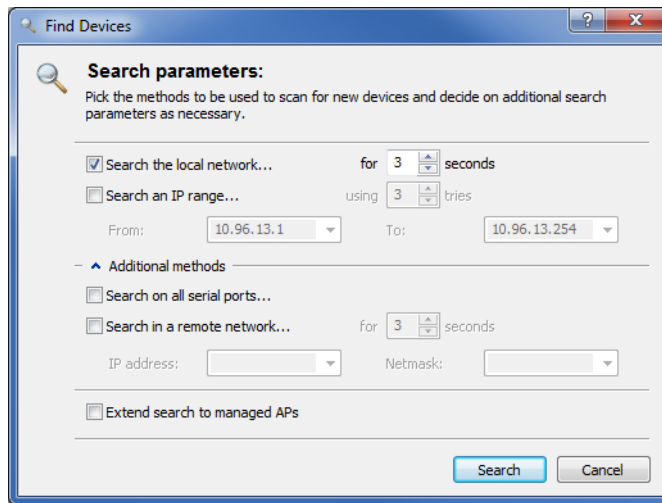 Find Devices
Search parameters:
Pick the methods to be used to scan for new devices and decide on additional search
parameters as necessary.
Search the local network... for 3 seconds
Search an IP range... using 3 tries
From: 10.96.13.1 To: 10.96.13.254
Additional methods
Search on all serial ports...
Search in a remote network... for 3 seconds
IP address: Netmask:
Extend search to managed APs
Search Cancel